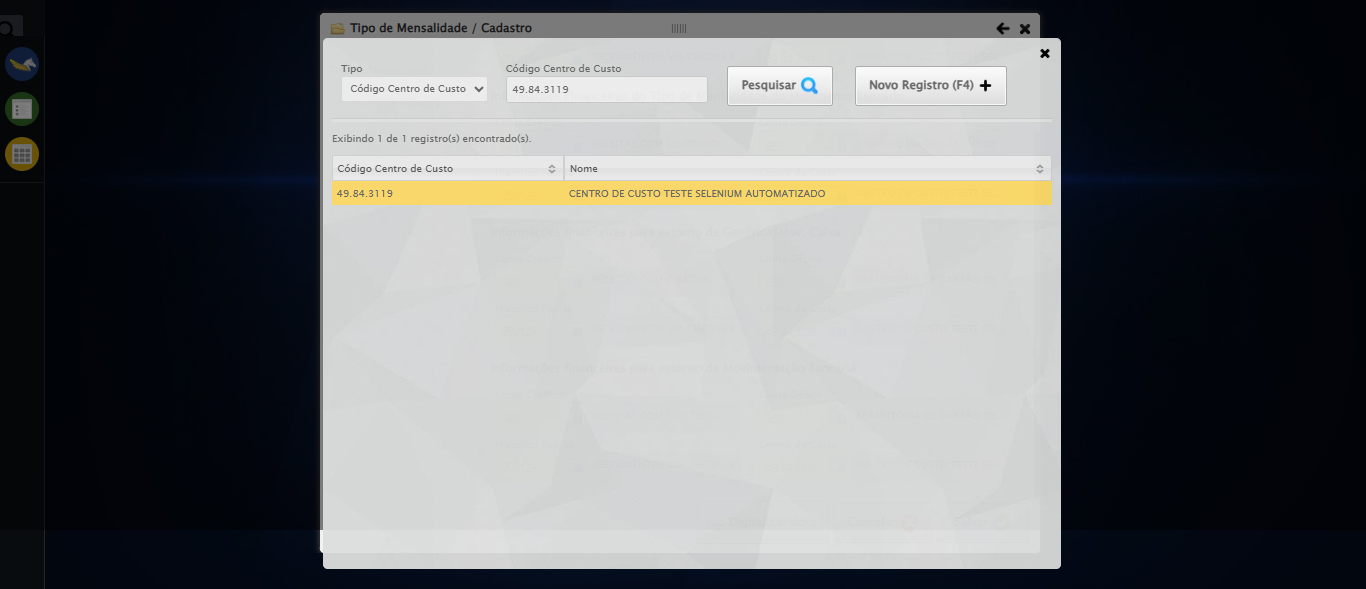 Tipo de Mensalidade / Cadastro
Tipo
Código Centro de Custo
Código Centro de Custo
49.84.3119
Pesquisar
Novo Registro (F4)
Exibindo 1 de 1 registro(s) encontrado(s).
Código Centro de Custo
Nome
49.84.3119
CENTRO DE CUSTO TESTE SELENIUM AUTOMATIZADO